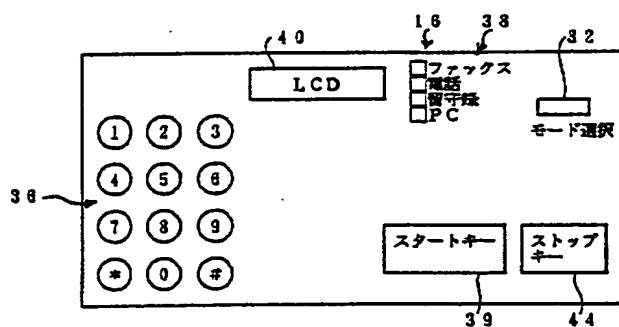 40
16
38
32
LCD
ファックス
電話
留守録
PC
モード選択
1 2 3
4 5 6
7 8 9
* 0 #
36
スタートキー
ストップ
キー
39
44